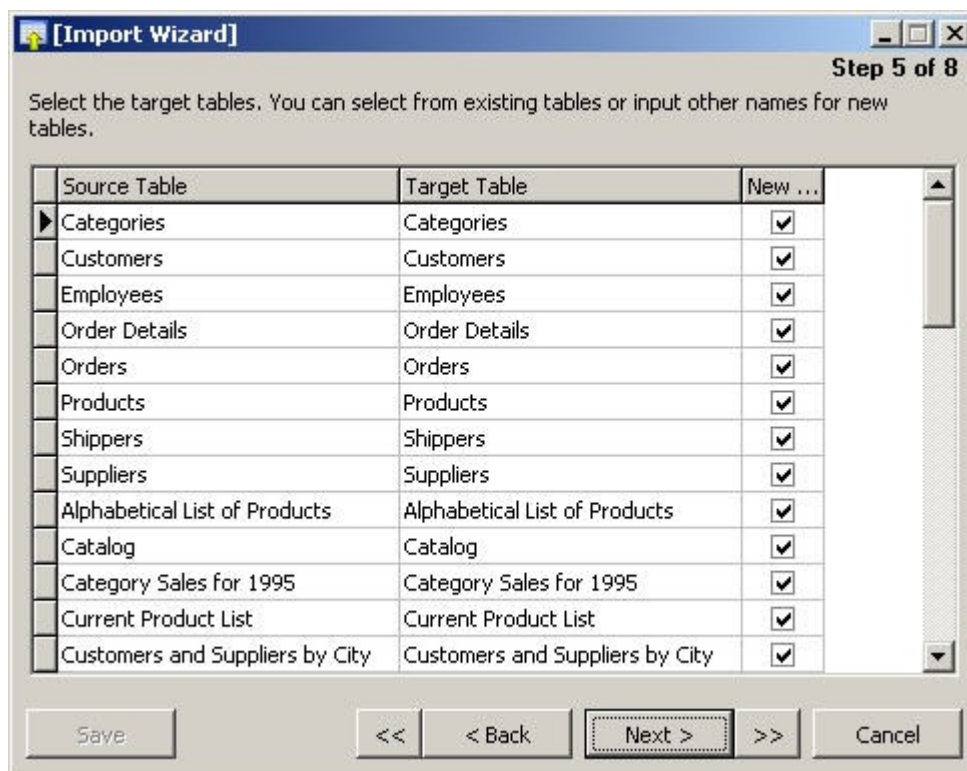 [Import Wizard]
Step 5 of 8
Select the target tables. You can select from existing tables or input other names for new
tables.
Source Table Target Table New ...
Categories Categories
Customers Customers
Employees Employees
Order Details Order Details
Orders Orders
Products Products
Shippers Shippers
Suppliers Suppliers
Alphabetical List of Products Alphabetical List of Products
Catalog Catalog
Category Sales for 1995 Category Sales for 1995
Current Product List Current Product List
Customers and Suppliers by City Customers and Suppliers by City
Save << < Back Next > >> Cancel